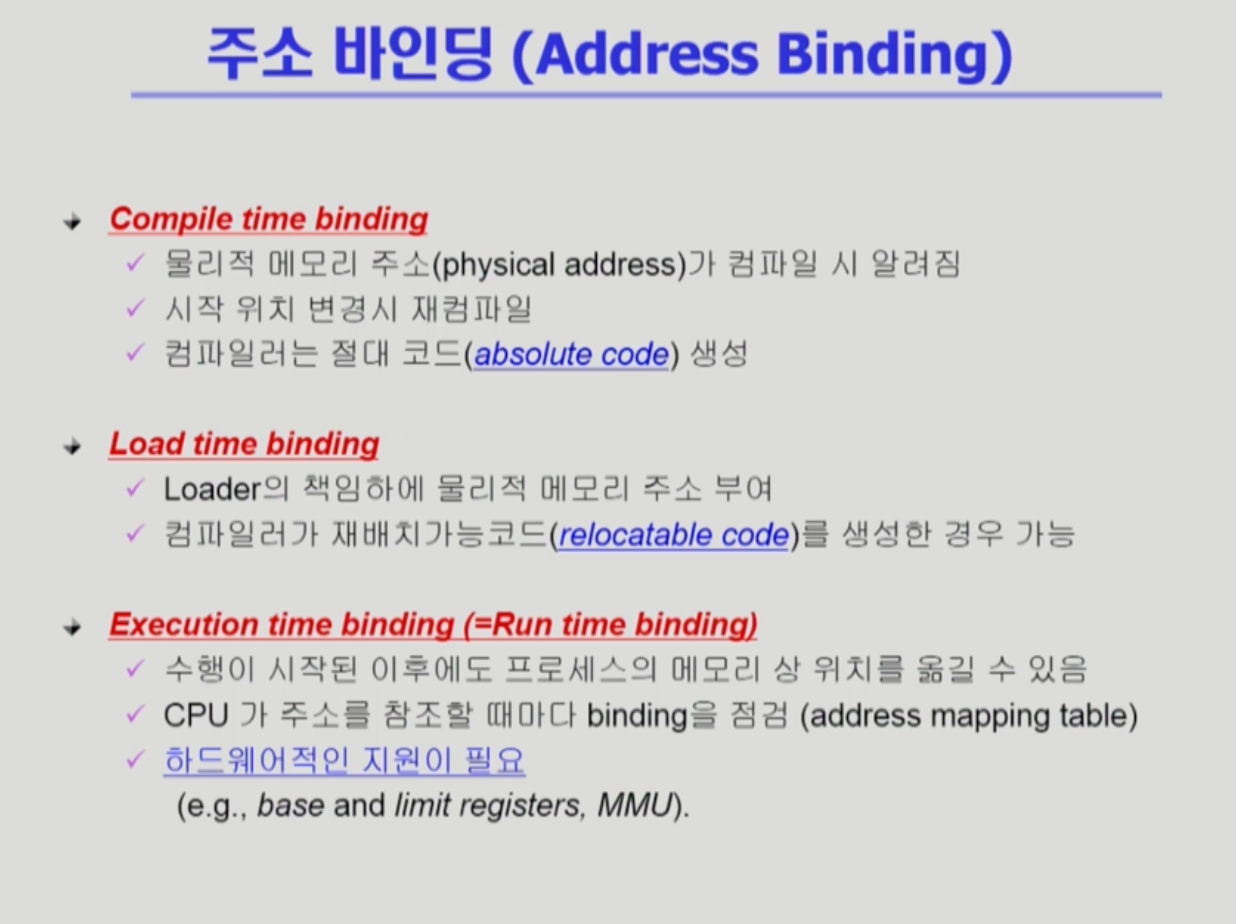 주소 바인딩 (Address Binding)
Compile time binding
물리적 메모리 주소(physical address)가 컴파일 시 알려짐
시작 위치 변경시 재컴파일
컴파일러는 절대 코드(absolute code) 생성
Load time binding
Loader의 책임하에 물리적 메모리 주소 부여
컴파일러가 재배치가능코드(relocatable code)를 생성한 경우 가능
Execution time binding (=Run time binding)
수행이 시작된 이후에도 프로세스의 메모리 상 위치를 옮길 수 있음
CPU 가 주소를 참조할 때마다 binding을 점검 (address mapping table)
하드웨어적인 지원이 필요
(e.g., base and limit registers, MMU).